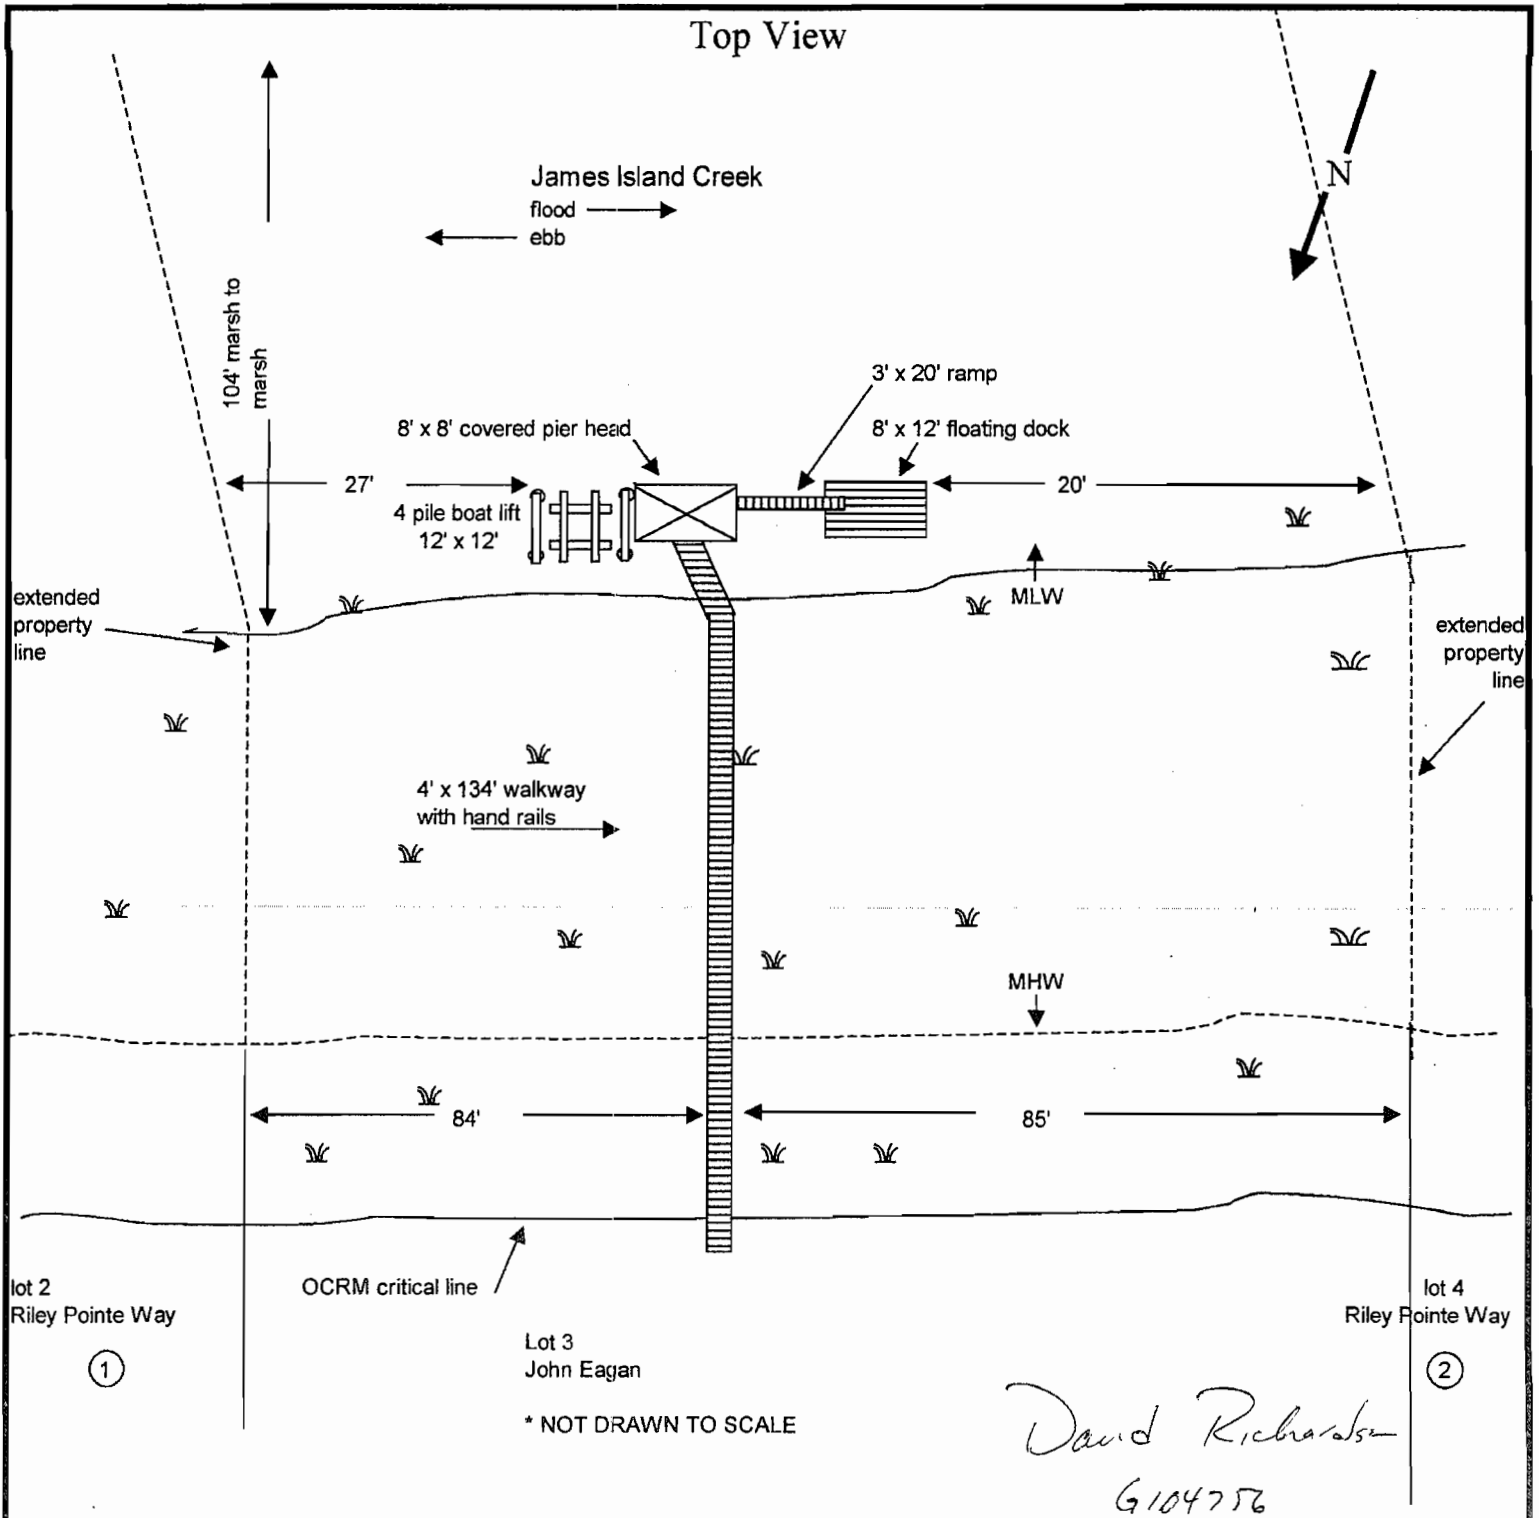 Top View
N
James Island Creek
flood
ebb
104' marsh to
marsh
3' x 20' ramp
8' x 8' covered pier head
8' x 12' floating dock
27'
20'
4 pile boat lift
12' x 12'
MLW
extended
property
line
extended
property
line
4' x 134' walkway
with hand rails
MHW
84'
85'
OCRM critical line
lot 2
Riley Pointe Way
1
lot 4
Riley Pointe Way
2
Lot 3
John Eagan
* NOT DRAWN TO SCALE
David Richardson
G104756